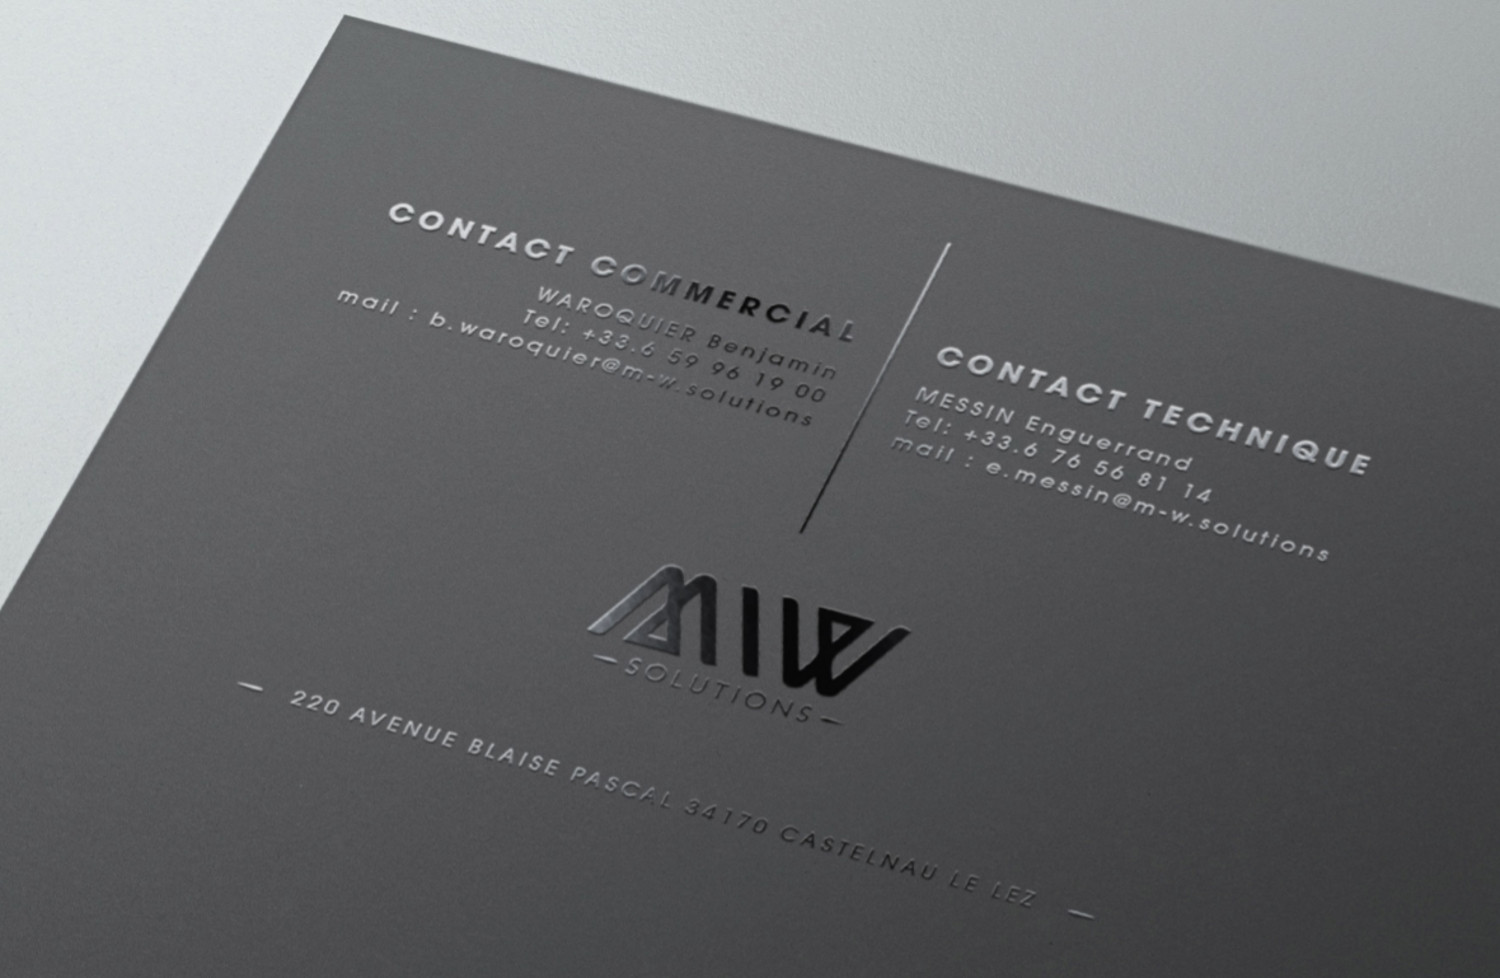 CONTACT COMMERCIAL
WAROQUIER Benjamin
Tel: +33.6 59 96 19 00
mail : b.waroquier@m-w.solutions
CONTACT TECHNIQUE
MESSIN Enguerrand
Tel: +33.6 76 56 81 14
mail : e.messin@m-w.solutions
MIW
— SOLUTIONS —
— 220 AVENUE BLAISE PASCAL 34170 CASTELNAU LE LEZ —